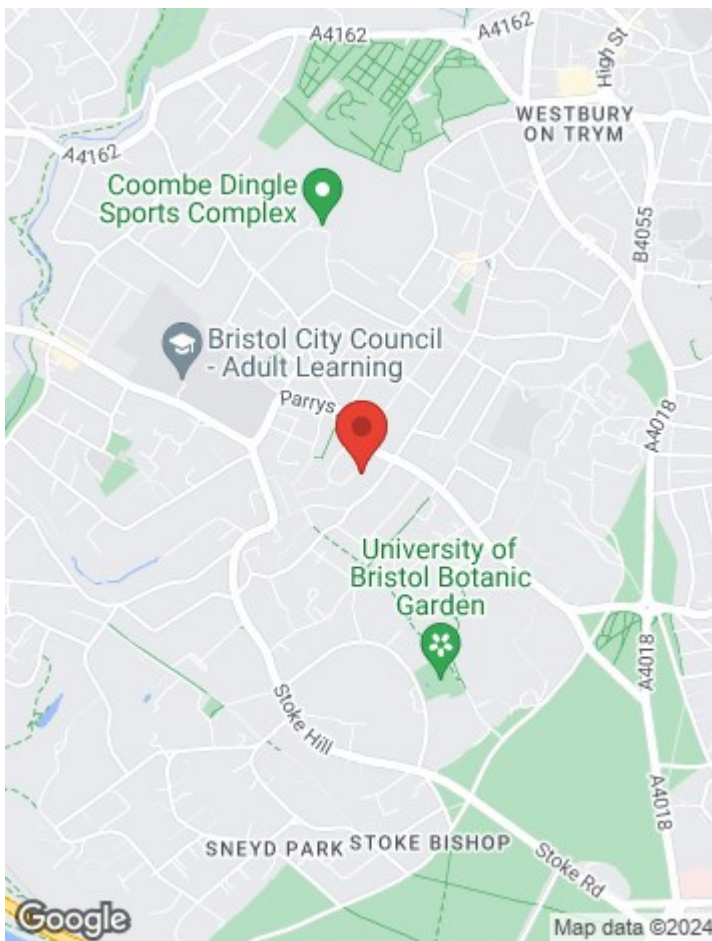 A4162
A4162
High St
WESTBURY
ON TRYM
A4162
Coombe Dingle
Sports Complex
B4055
Bristol City Council
- Adult Learning
Parrys
A4018
University of
Bristol Botanic
Garden
A4018
Stoke Hill
A4018
SNEYD PARK
STOKE BISHOP
Stoke Rd
Google
Map data ©2024